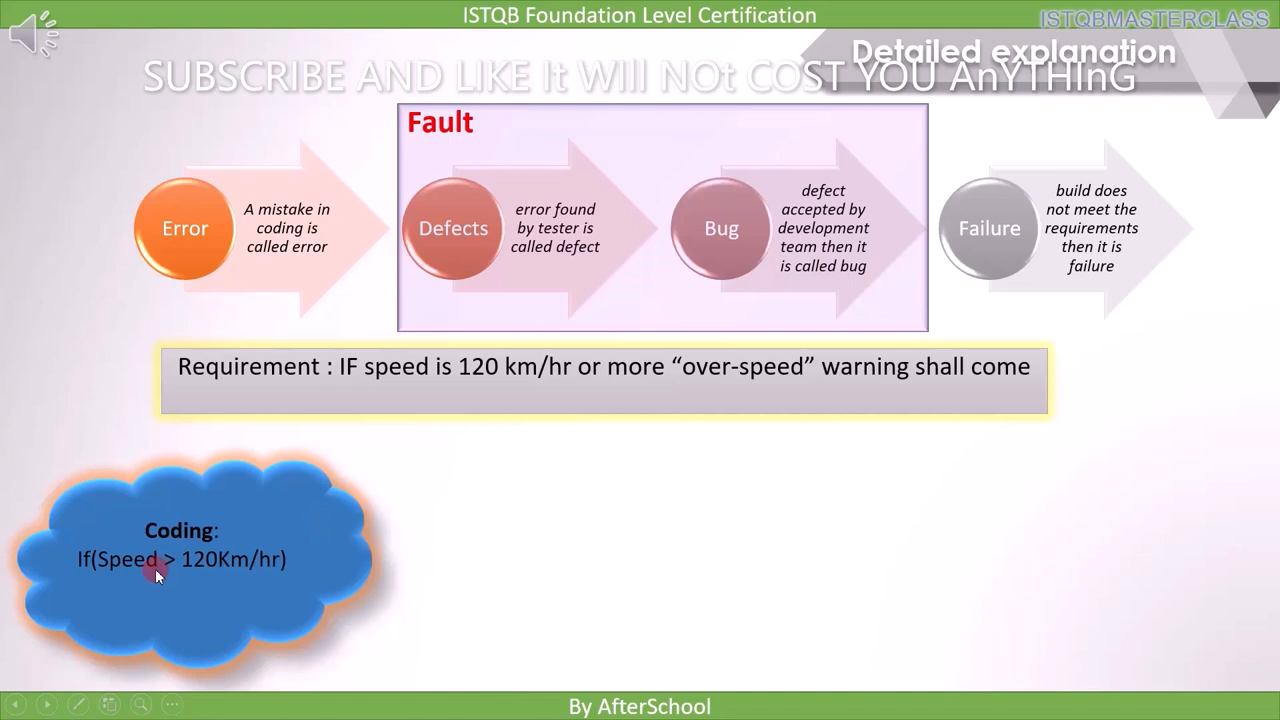 ISTQB Foundation Level Certification
ISTQBMASTERCLASS
Detailed explanation
SUBSCRIBE AND LIKE It WIll NOt COST YOU AnYTHInG
Fault
Error
A mistake in
coding is
called error
Defects
error found
by tester is
called defect
Bug
defect
accepted by
development
team then it
is called bug
Failure
build does
not meet the
requirements
then it is
failure
Requirement : IF speed is 120 km/hr or more “over-speed” warning shall come
Coding:
If(Speed > 120Km/hr)
By AfterSchool